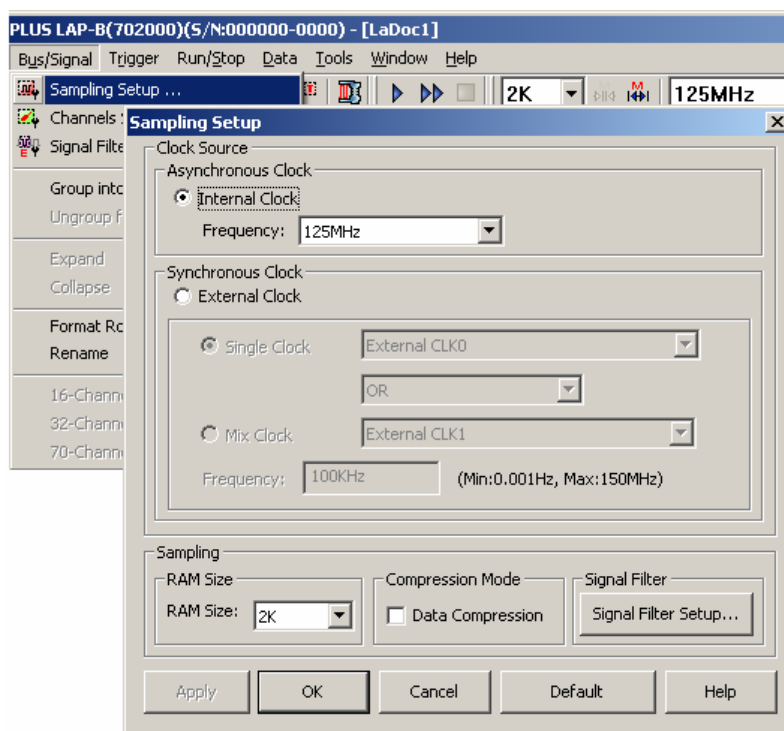 PLUS LAP-B(702000)(S/N:000000-0000) - [LaDoc1]
Bus/Signal Trigger Run/Stop Data Tools Window Help
Sampling Setup ...
2K 125MHz
Channels
Sampling Setup
Signal Filte
Clock Source
Asynchronous Clock
Group into
Internal Clock
Ungroup f
Frequency: 125MHz
Expand
Synchronous Clock
Collapse
External Clock
Format Ro
Single Clock External CLK0
Rename
16-Chann
OR
32-Chann
Mix Clock External CLK1
70-Chann
Frequency: 100KHz (Min:0.001Hz, Max:150MHz)
Sampling
RAM Size Compression Mode Signal Filter
RAM Size: 2K Data Compression Signal Filter Setup...
Apply OK Cancel Default Help